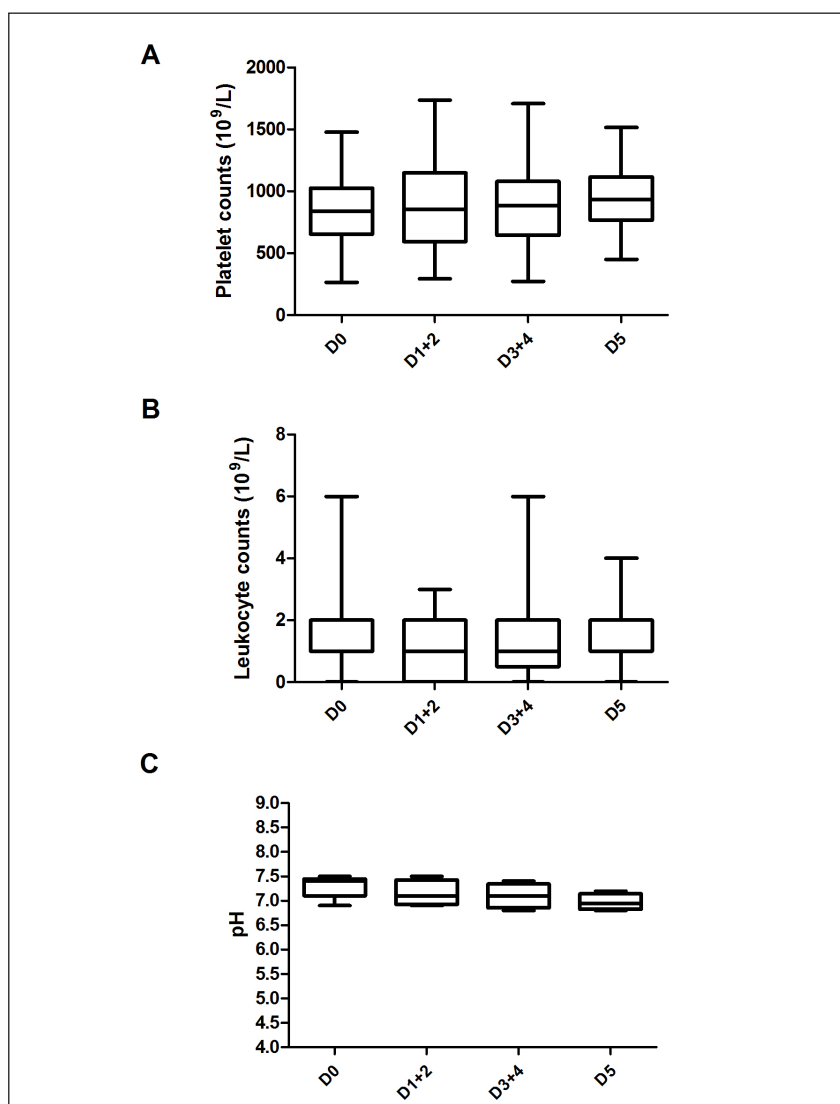 A
Platelet counts (10⁹/L)
2000
1500
1000
500
0
D0
D1+2
D3+4
D5
B
Leukocyte counts (10⁹/L)
8
6
4
2
0
D0
D1+2
D3+4
D5
C
pH
9.0
8.5
8.0
7.5
7.0
6.5
6.0
5.5
5.0
4.5
4.0
D0
D1+2
D3+4
D5